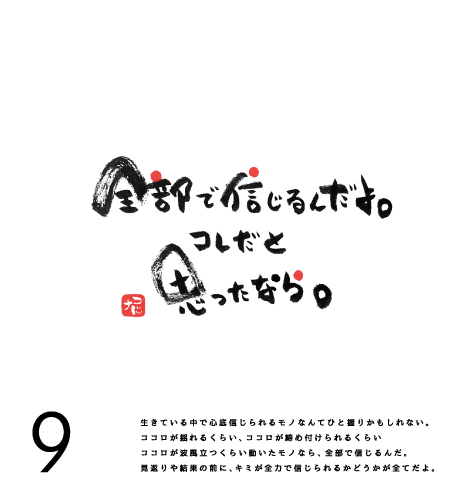 全部で信じるんだよ。
コレだと
思ったなら。
9
生きている中で心底信じられるモノなんてひと握りかもしれない。
ココロが揺れるくらい、ココロが締め付けられるくらい
ココロが波風立つくらい動いたモノなら、全部で信じるんだ。
見返りや結果の前に、キミが全力で信じられるかどうかが全てだよ。